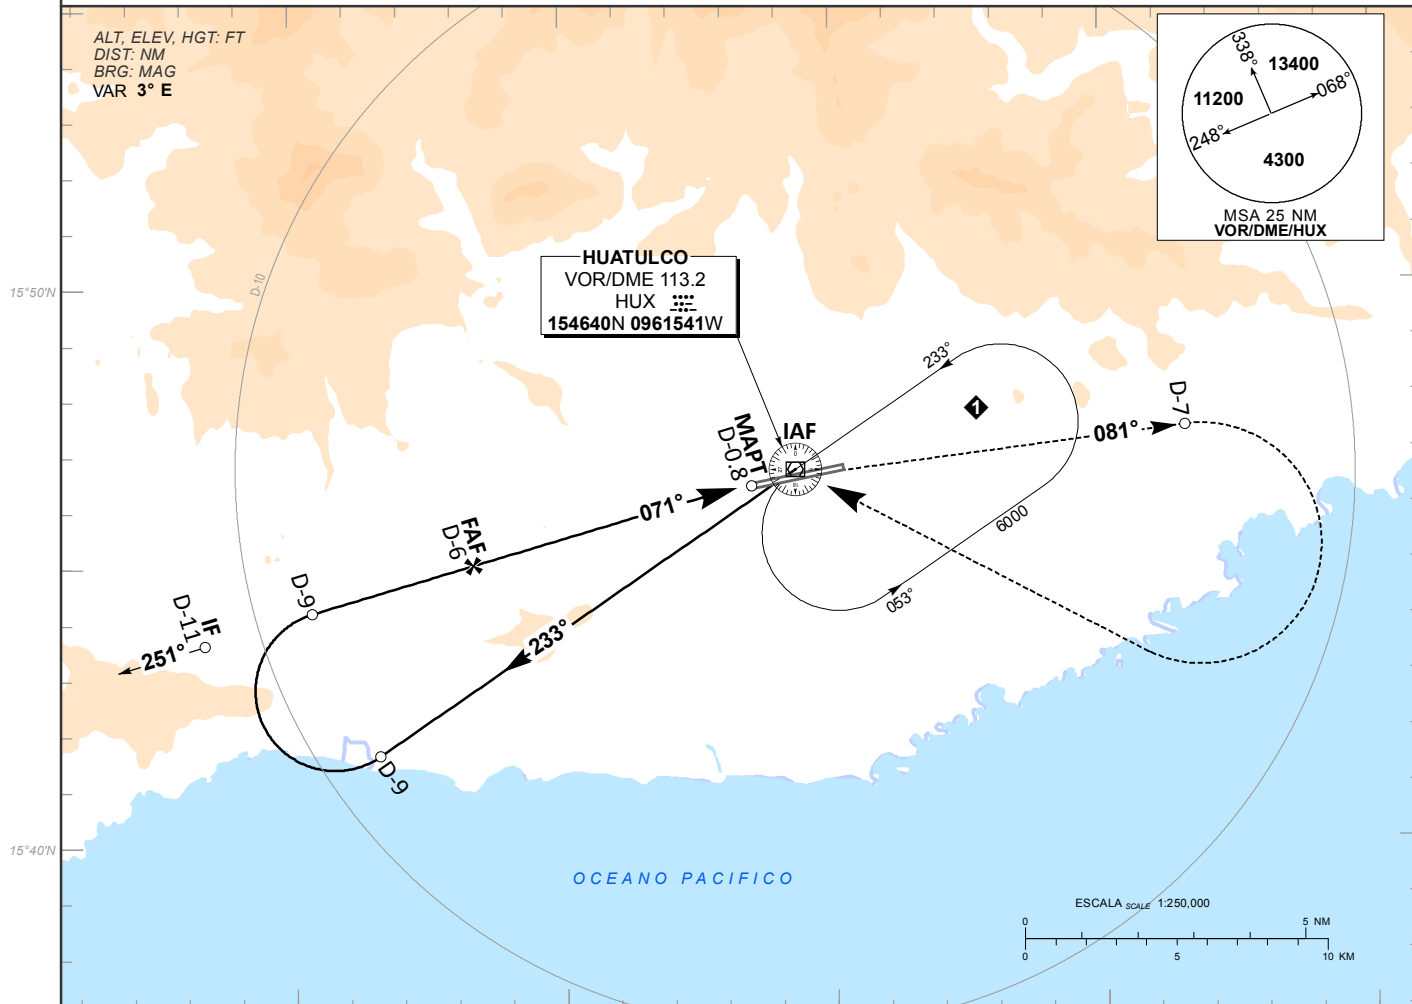 ALT, ELEV, HGT: FT
DIST: NM
BRG: MAG
VAR 3° E
338°
13400
068°
11200
248°
4300
MSA 25 NM
VOR/DME/HUX
D-10
15°50'N
HUATULCO
VOR/DME 113.2
HUX
154640N 0961541W
233°
1
D-7
081°
IAF
MAPT
D-0.8
071°
6000
053°
FAF
D-6
D-9
IF
D-11
251°
233°
D-9
15°40'N
OCEANO PACIFICO
ESCALA SCALE 1:250,000
0 5 NM
0 5 10 KM